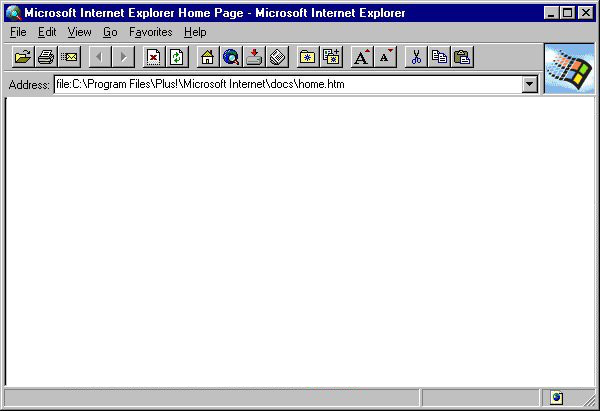 Microsoft Internet Explorer Home Page - Microsoft Internet Explorer
File Edit View Go Favorites Help
A A
Address: file:C:\Program Files\Plus!\Microsoft Internet\docs\home.htm